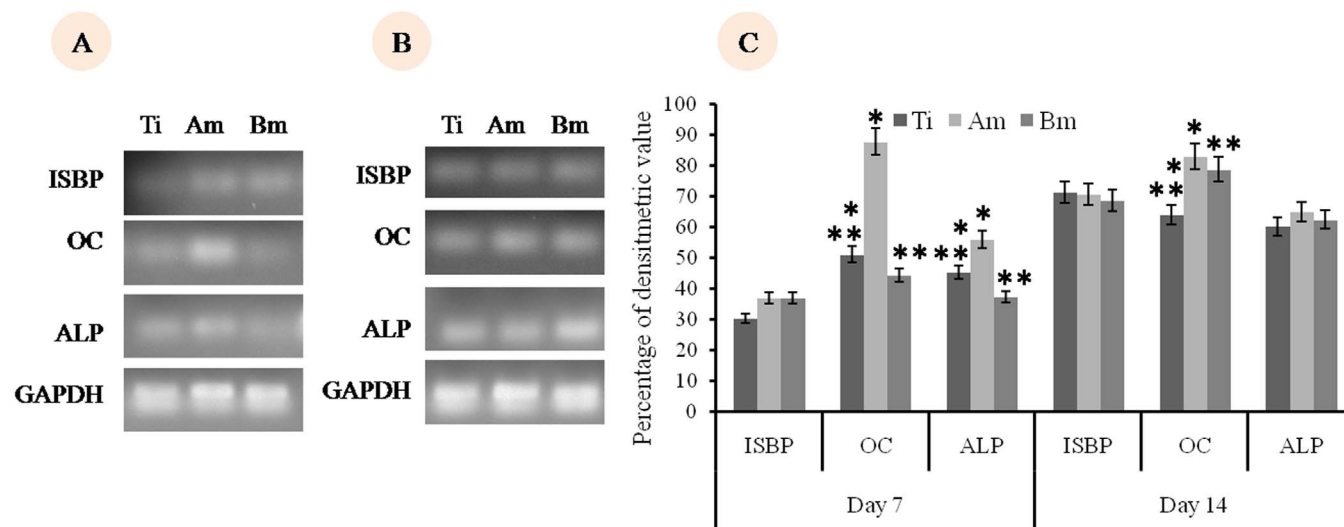 A
Ti Am Bm
ISBP
OC
ALP
GAPDH
B
Ti Am Bm
ISBP
OC
ALP
GAPDH
C
Percentage of densitmetric value
100
90
80
70
60
50
40
30
20
10
0
Ti Am Bm
*
*
**
**
*
**
*
**
*
**
*
**
ISBP OC ALP ISBP OC ALP
Day 7 Day 14